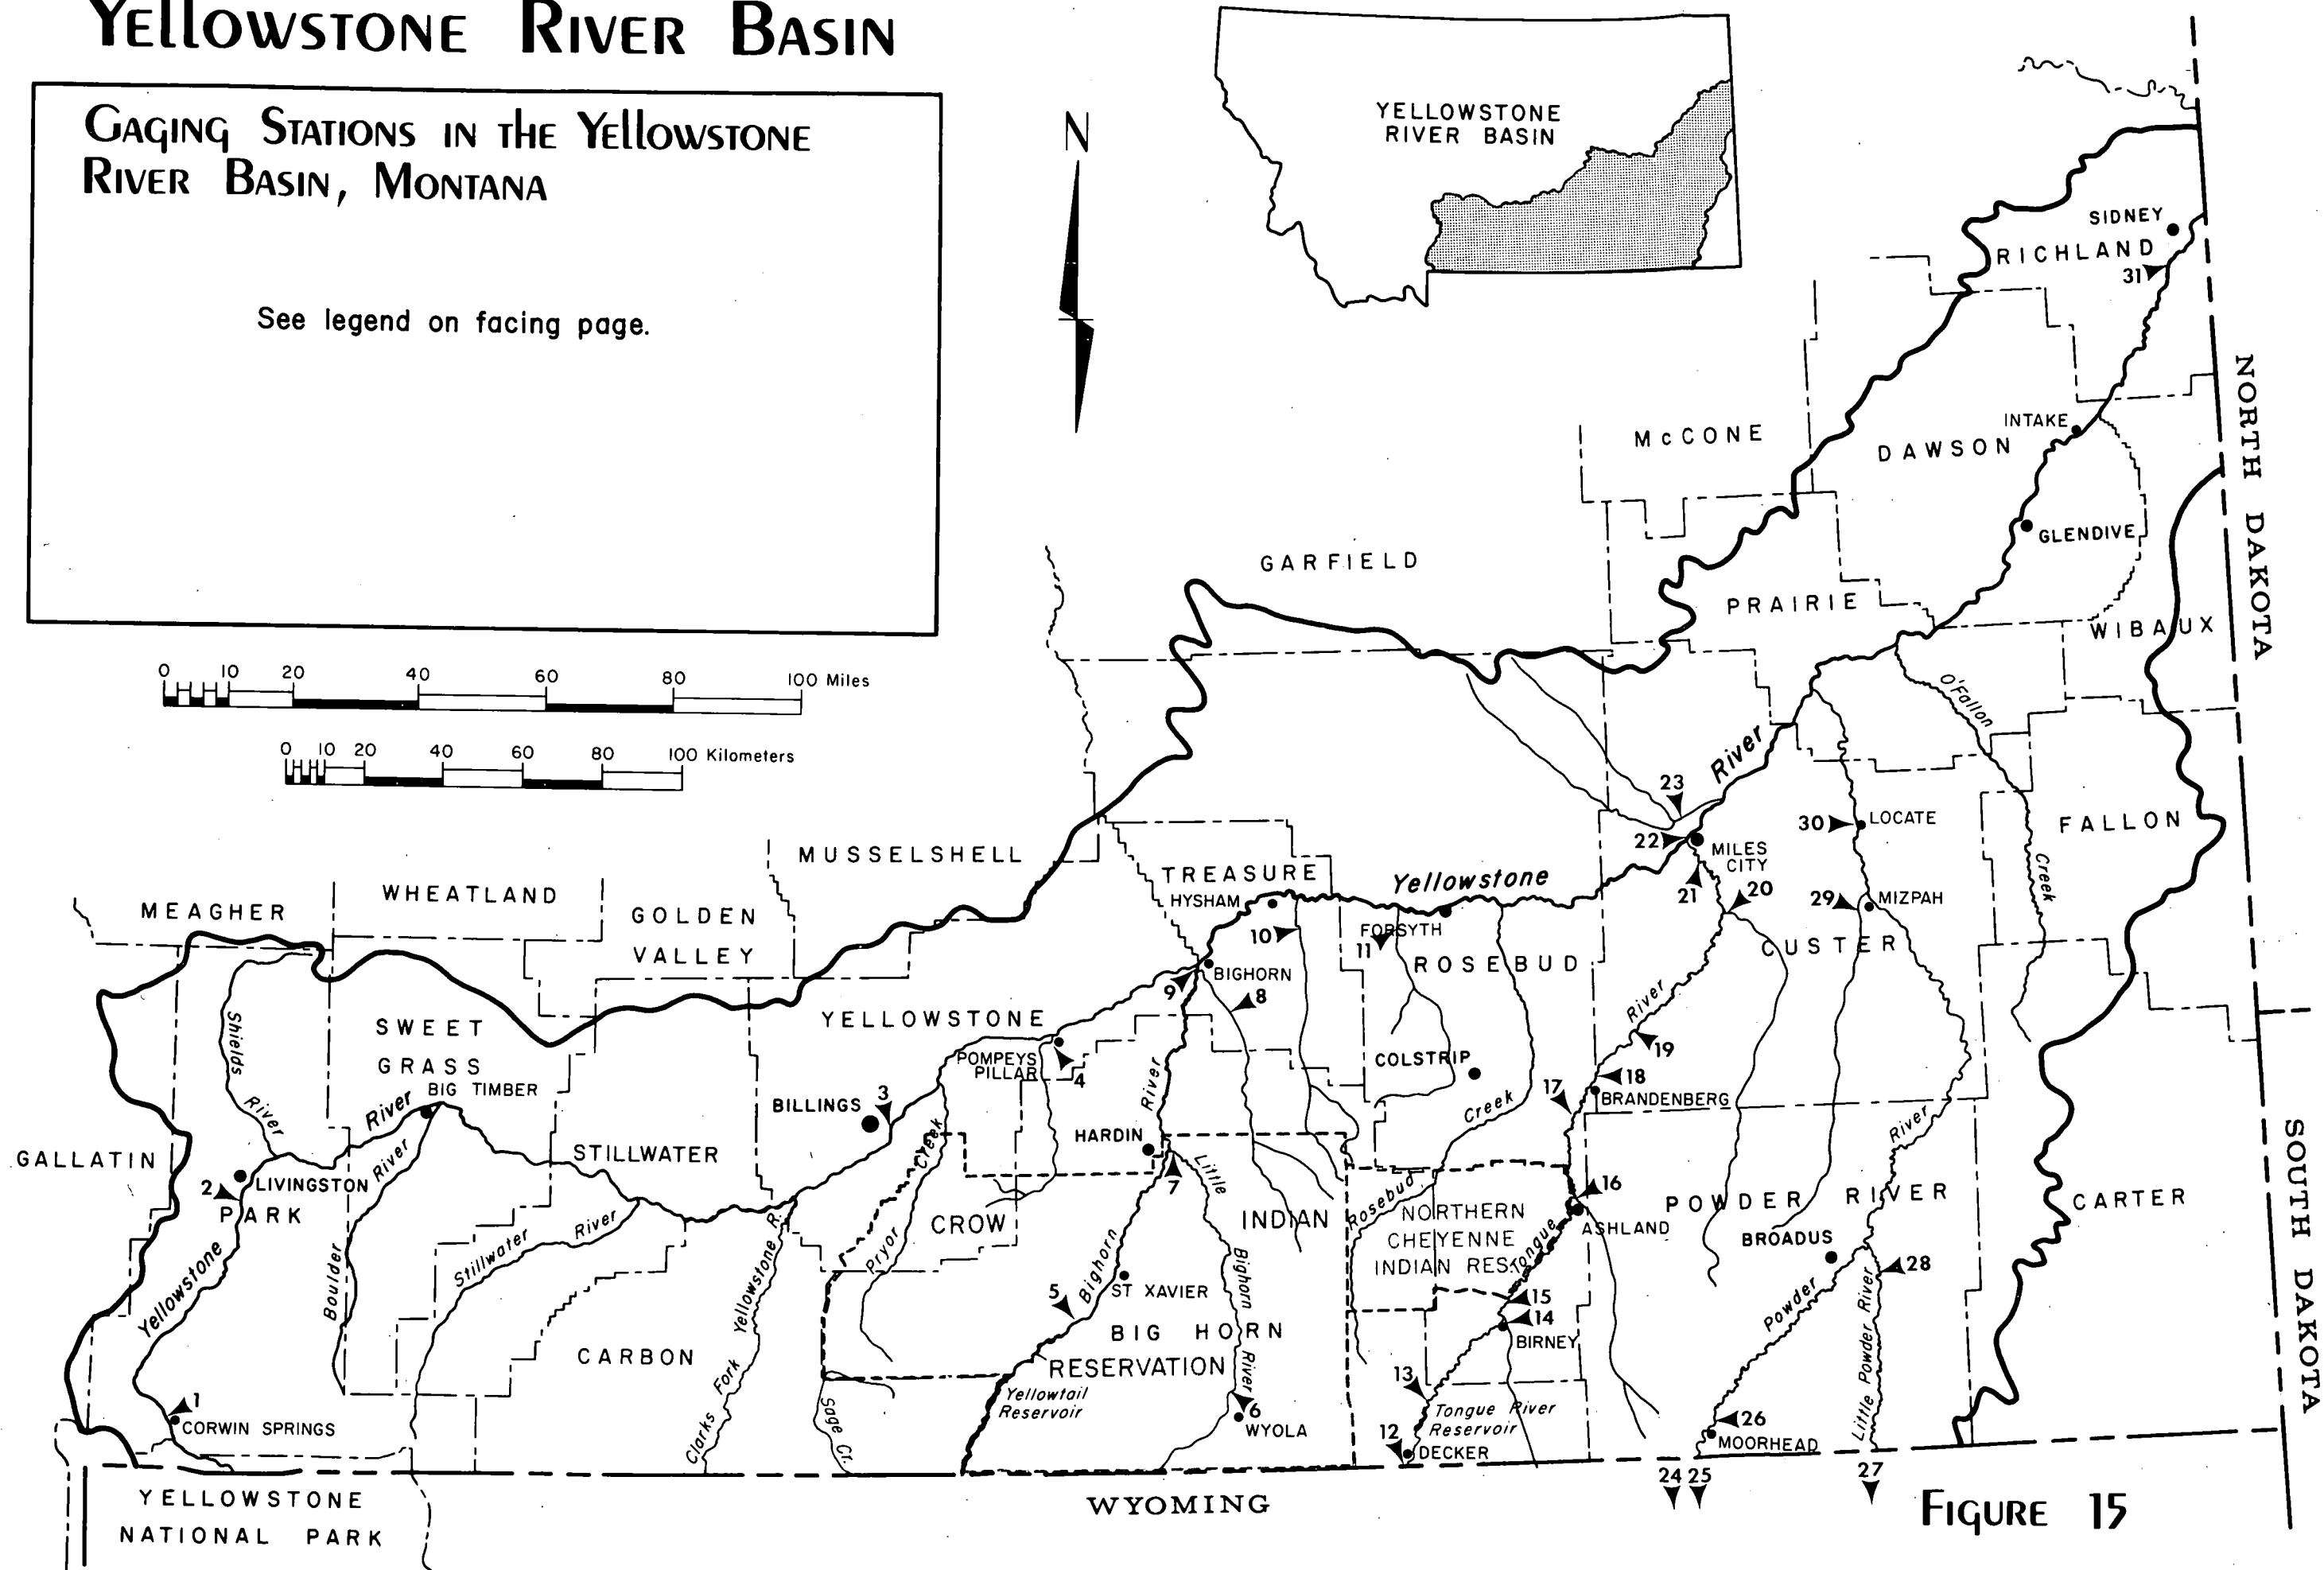 YELLOWSTONE RIVER BASIN
GAGING STATIONS IN THE YELLOWSTONE
RIVER BASIN, MONTANA
See legend on facing page.
0 10 20 40 60 80 100 Miles
0 10 20 40 60 80 100 Kilometers
N
YELLOWSTONE
RIVER BASIN
SIDNEY
RICHLAND
31
NORTH DAKOTA
INTAKE
McCONE
DAWSON
GLENDIVE
GARFIELD
PRAIRIE
WIBAUX
O'Fallon
Creek
River
23
22
MILES
CITY
21
20
30
LOCATE
FALLON
29
MIZPAH
CUSTER
MUSSELSHELL
TREASURE
HYSHAM
Yellowstone
10
FORSYTH
11
ROSEBUD
MEAGHER
WHEATLAND
GOLDEN
VALLEY
BIGHORN
9
8
River
19
COLSTRIP
18
17
BRANDENBERG
Creek
Rosebud
YELLOWSTONE
POMPEYS
PILLAR
4
River
SWEET
GRASS
BIG TIMBER
River
Shields
River
BILLINGS
3
HARDIN
7
Little
Bighorn
River
Creek
Pryor
STILLWATER
GALLATIN
2
LIVINGSTON
PARK
River
Boulder
Yellowstone
Stillwater River
CROW
INDIAN
NORTHERN
CHEYENNE
INDIAN RES.
Tongue
16
ASHLAND
POWDER RIVER
River
BROADUS
CARTER
SOUTH DAKOTA
28
Bighorn
5
ST XAVIER
BIG HORN
RESERVATION
15
14
BIRNEY
Powder
Little Powder River
Yellowstone R.
Clarks Fork
CARBON
Sage Cr.
Yellowtail
Reservoir
6
WYOLA
13
Tongue River
Reservoir
12
DECKER
26
MOORHEAD
1
CORWIN SPRINGS
24 25
27
YELLOWSTONE
NATIONAL PARK
WYOMING
FIGURE 15